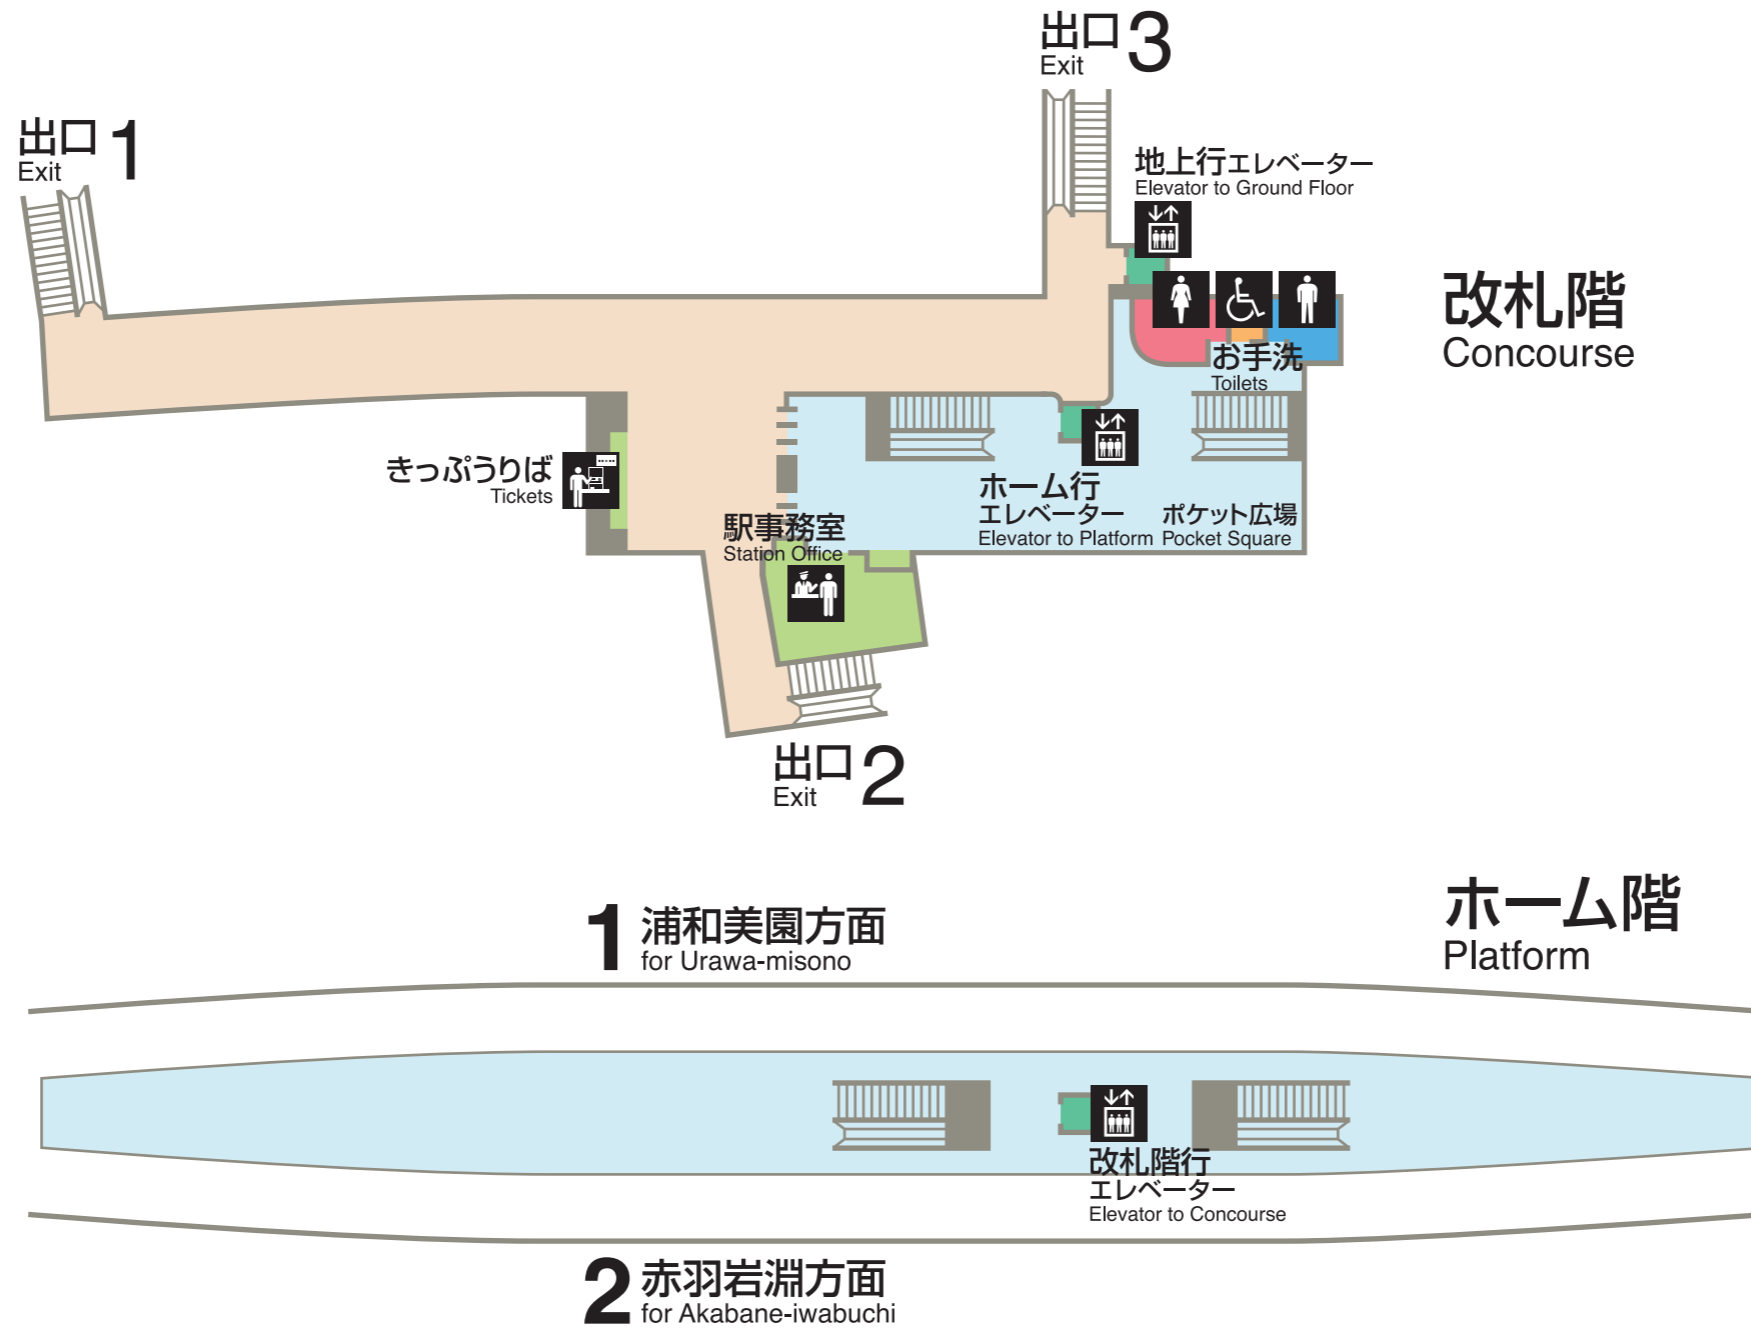 出口 3
Exit
出口 1
Exit
地上行エレベーター
Elevator to Ground Floor
改札階
Concourse
お手洗
Toilets
きっぷうりば
Tickets
駅事務室
Station Office
ホーム行
エレベーター
Elevator to Platform
ポケット広場
Pocket Square
出口 2
Exit
ホーム階
Platform
1 浦和美園方面
for Urawa-misono
改札階行
エレベーター
Elevator to Concourse
2 赤羽岩淵方面
for Akabane-iwabuchi